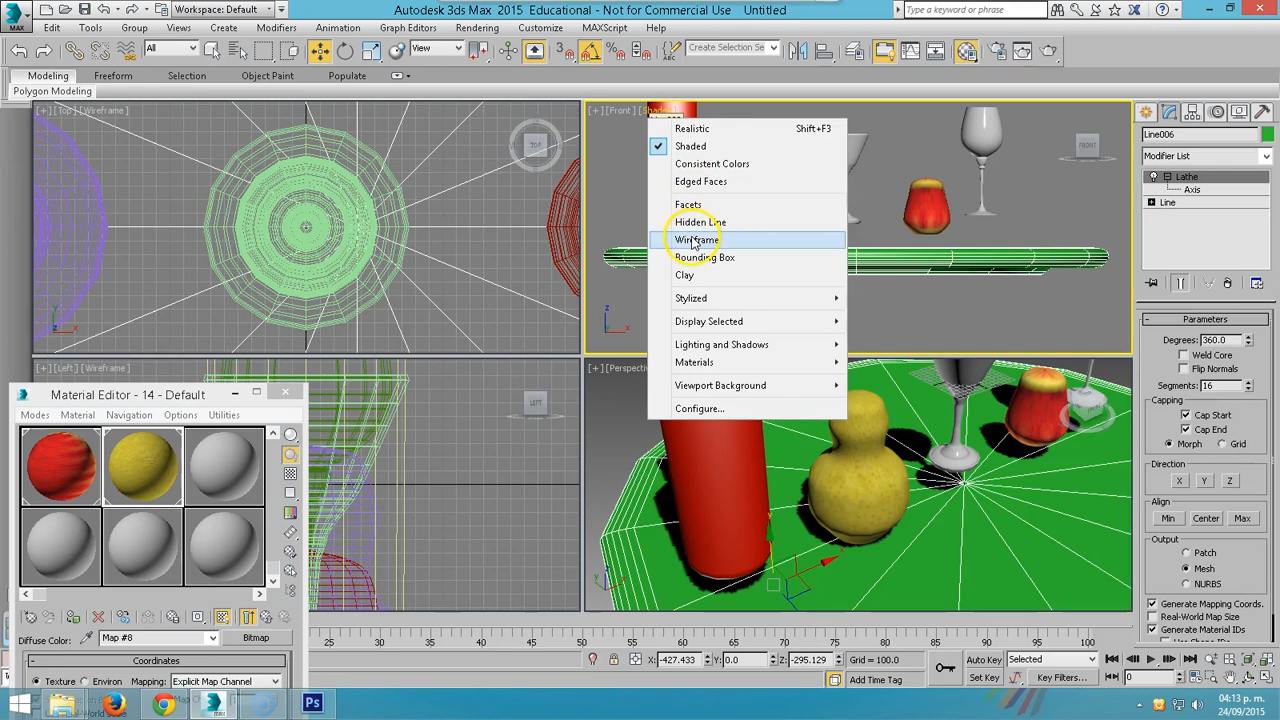 Workspace: Default
Autodesk 3ds Max 2015 Educational - Not for Commercial Use Untitled
Type a keyword or phrase
MAX
Edit Tools Group Views Create Modifiers Animation Graph Editors Rendering Customize MAXScript Help
All
View
Create Selection Se
Modeling Freeform Selection Object Paint Populate
Polygon Modeling
[+] [Top] [Wireframe]
TOP
[+] [Front]
FRONT
Realistic Shift+F3
Shaded
Consistent Colors
Edged Faces
Facets
Hidden Line
Wireframe
Bounding Box
Clay
Stylized
Display Selected
Lighting and Shadows
Materials
Viewport Background
Configure...
[+] [Left] [Wireframe]
LEFT
Line006
Modifier List
Lathe
Axis
Line
Parameters
Degrees: 360.0
Weld Core
Flip Normals
Segments: 16
Capping
Cap Start
Cap End
Morph Grid
Direction
X Y Z
Align
Min Center Max
Output
Patch
Mesh
NURBS
Generate Mapping Coords.
Real-World Map Size
Generate Material IDs
Material Editor - 14 - Default
Modes Material Navigation Options Utilities
Diffuse Color: Map #8 Bitmap
Coordinates
Texture Environ Mapping: Explicit Map Channel
25 30 35 40 45 50 55 60 65 70 75 80 85 90 95 100
X: -427.433 Y: 0.0 Z: -295.129 Grid = 100.0
Add Time Tag
Auto Key Selected
Set Key Key Filters...
0
Ps
04:13 p. m.
24/09/2015